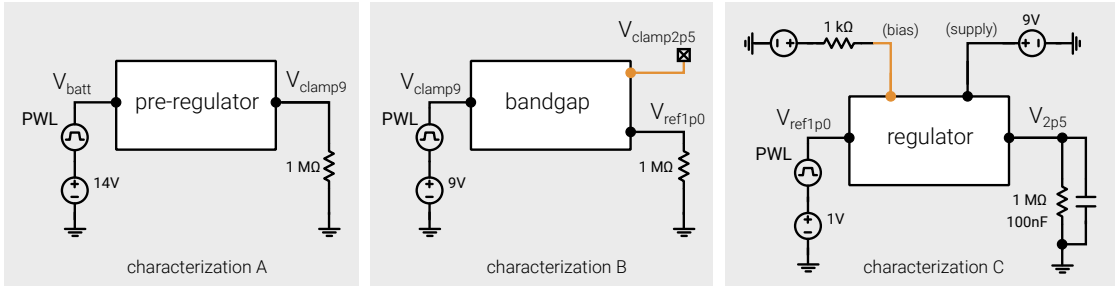 V_batt
pre-regulator
V_clamp9
PWL
14V
1 MΩ
characterization A
V_clamp2p5
V_clamp9
bandgap
V_ref1p0
PWL
9V
1 MΩ
characterization B
1 kΩ
(bias)
(supply)
9V
V_ref1p0
regulator
V_2p5
PWL
1V
1 MΩ
100nF
characterization C